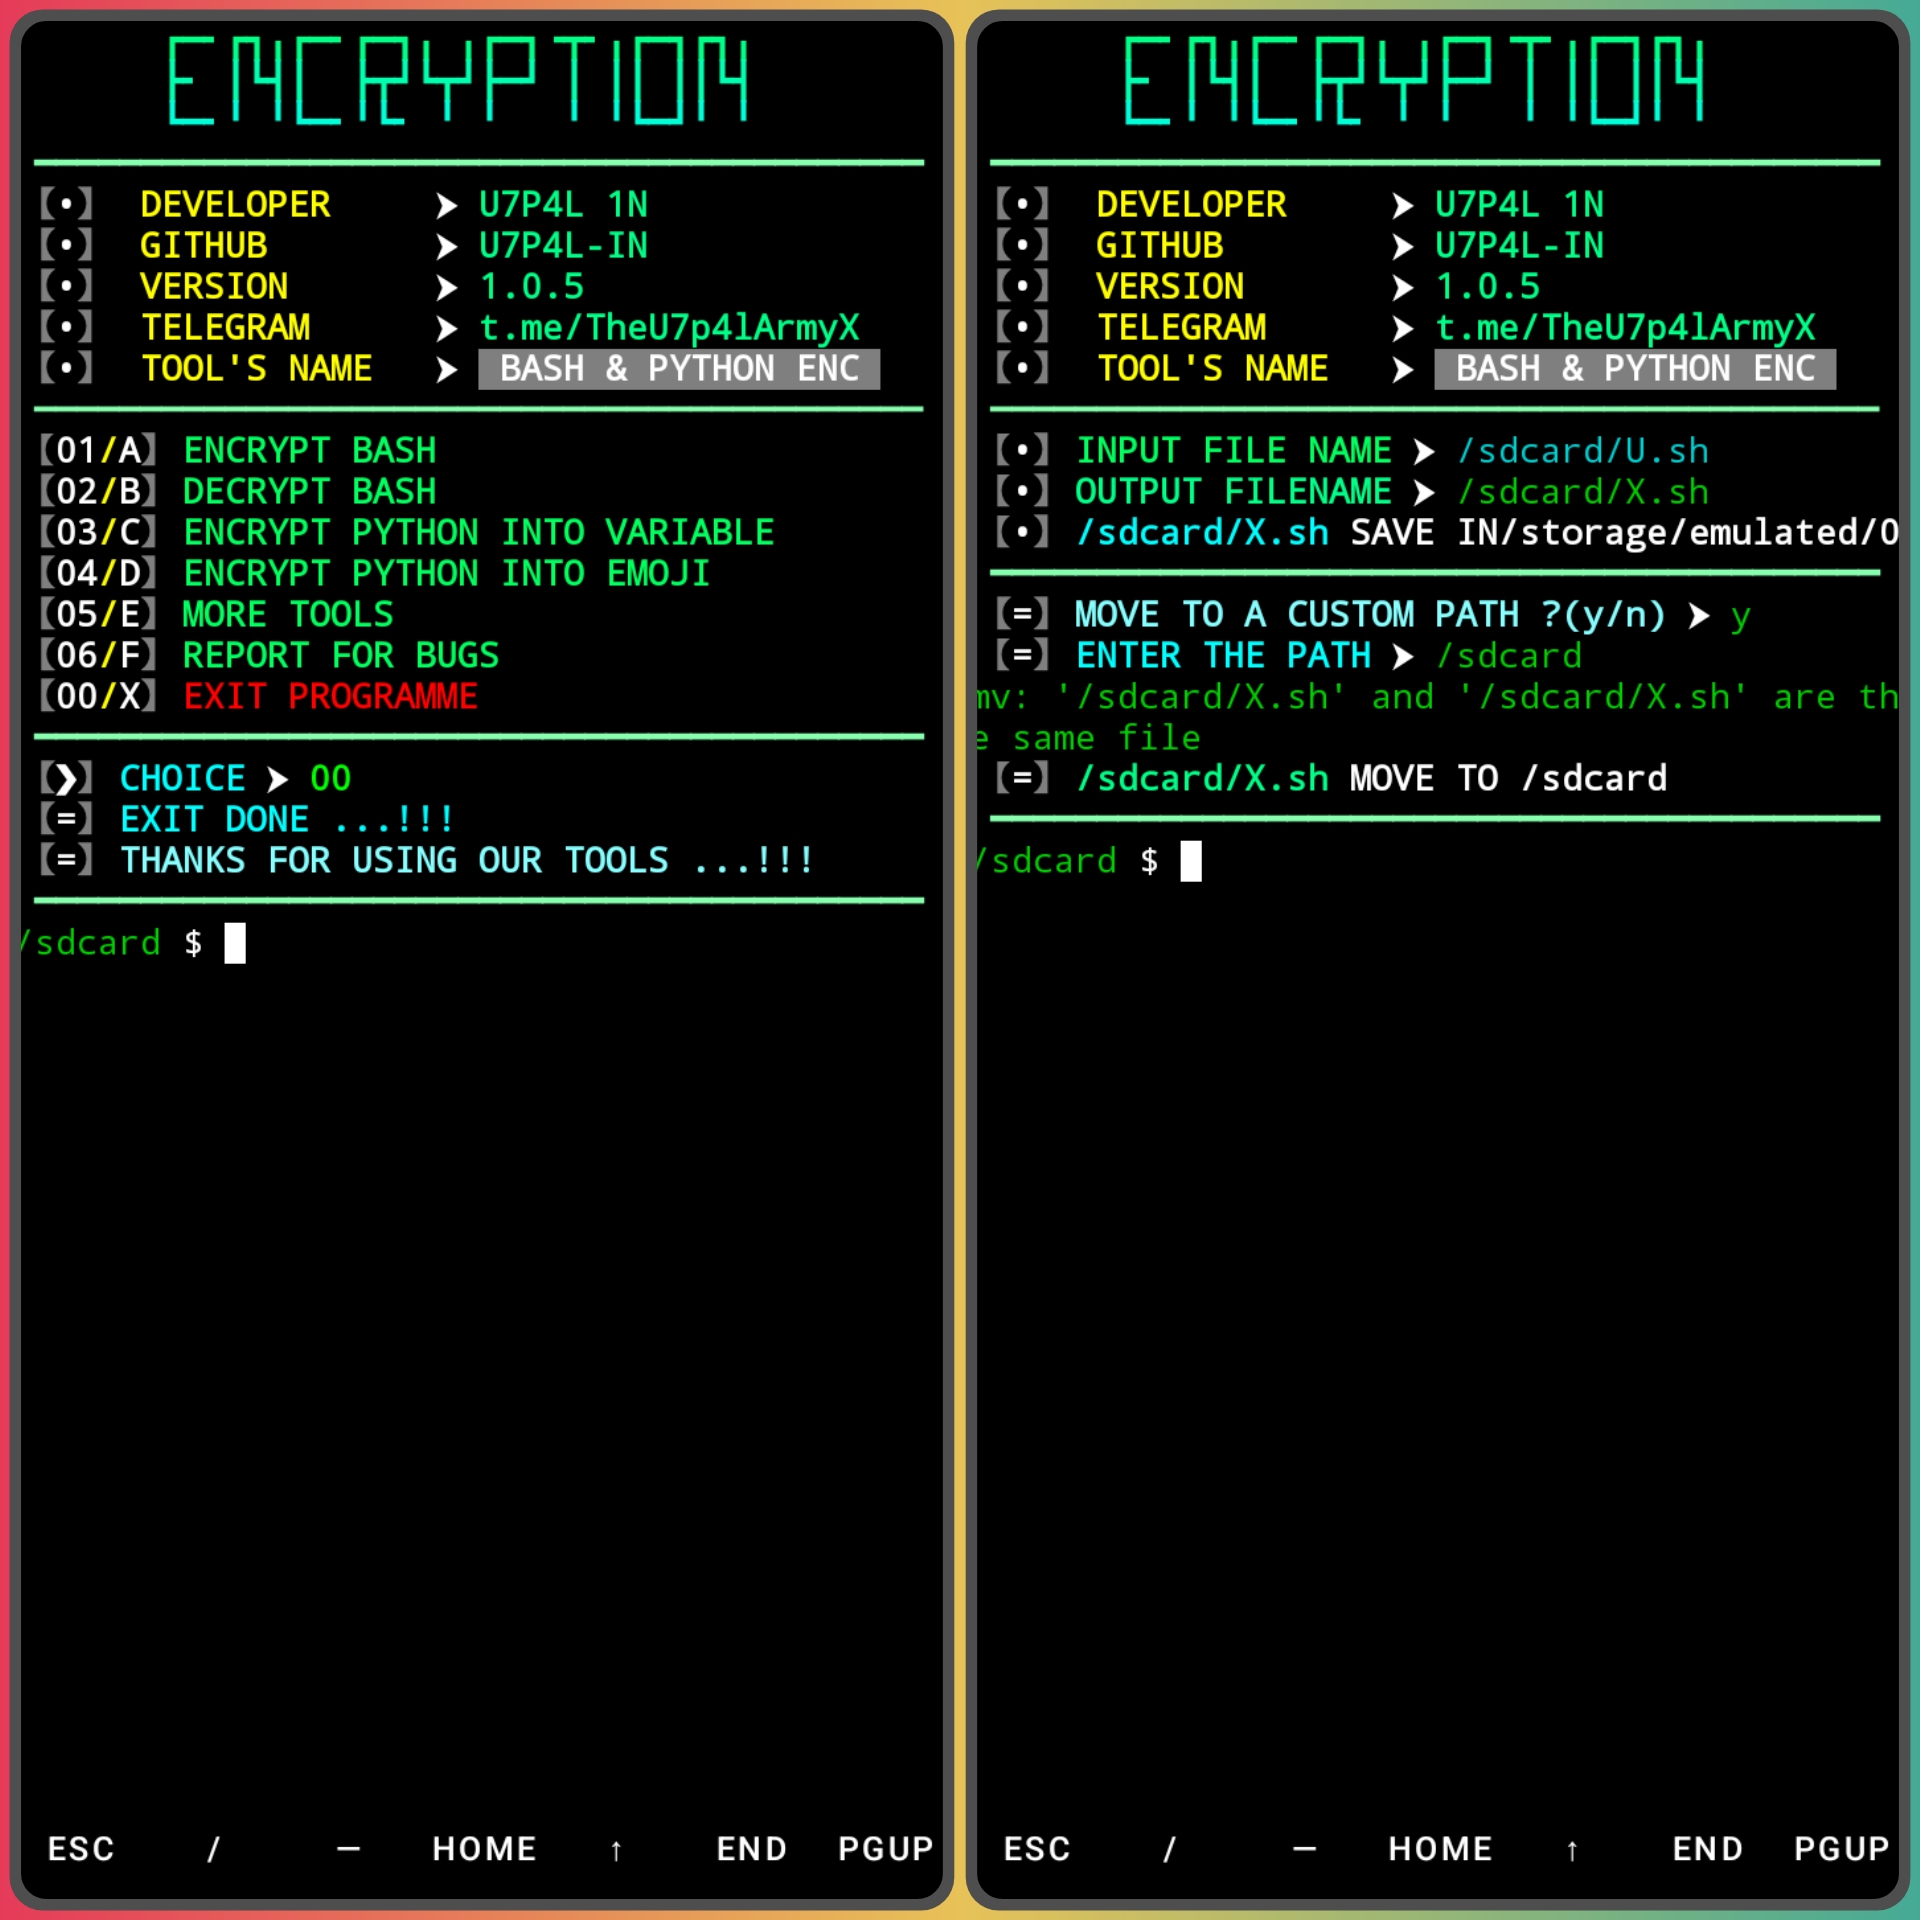 ENCRYPTION
[•] DEVELOPER ➤ U7P4L 1N
[•] GITHUB ➤ U7P4L-IN
[•] VERSION ➤ 1.0.5
[•] TELEGRAM ➤ t.me/TheU7p4lArmyX
[•] TOOL'S NAME ➤ BASH & PYTHON ENC
[01/A] ENCRYPT BASH
[02/B] DECRYPT BASH
[03/C] ENCRYPT PYTHON INTO VARIABLE
[04/D] ENCRYPT PYTHON INTO EMOJI
[05/E] MORE TOOLS
[06/F] REPORT FOR BUGS
[00/X] EXIT PROGRAMME
[❯] CHOICE ➤ 00
[=] EXIT DONE ...!!!
[=] THANKS FOR USING OUR TOOLS ...!!!
/sdcard $
ESC / — HOME ↑ END PGUP
ENCRYPTION
[•] DEVELOPER ➤ U7P4L 1N
[•] GITHUB ➤ U7P4L-IN
[•] VERSION ➤ 1.0.5
[•] TELEGRAM ➤ t.me/TheU7p4lArmyX
[•] TOOL'S NAME ➤ BASH & PYTHON ENC
[•] INPUT FILE NAME ➤ /sdcard/U.sh
[•] OUTPUT FILENAME ➤ /sdcard/X.sh
[•] /sdcard/X.sh SAVE IN/storage/emulated/0
[=] MOVE TO A CUSTOM PATH ?(y/n) ➤ y
[=] ENTER THE PATH ➤ /sdcard
mv: '/sdcard/X.sh' and '/sdcard/X.sh' are th
e same file
[=] /sdcard/X.sh MOVE TO /sdcard
/sdcard $
ESC / — HOME ↑ END PGUP